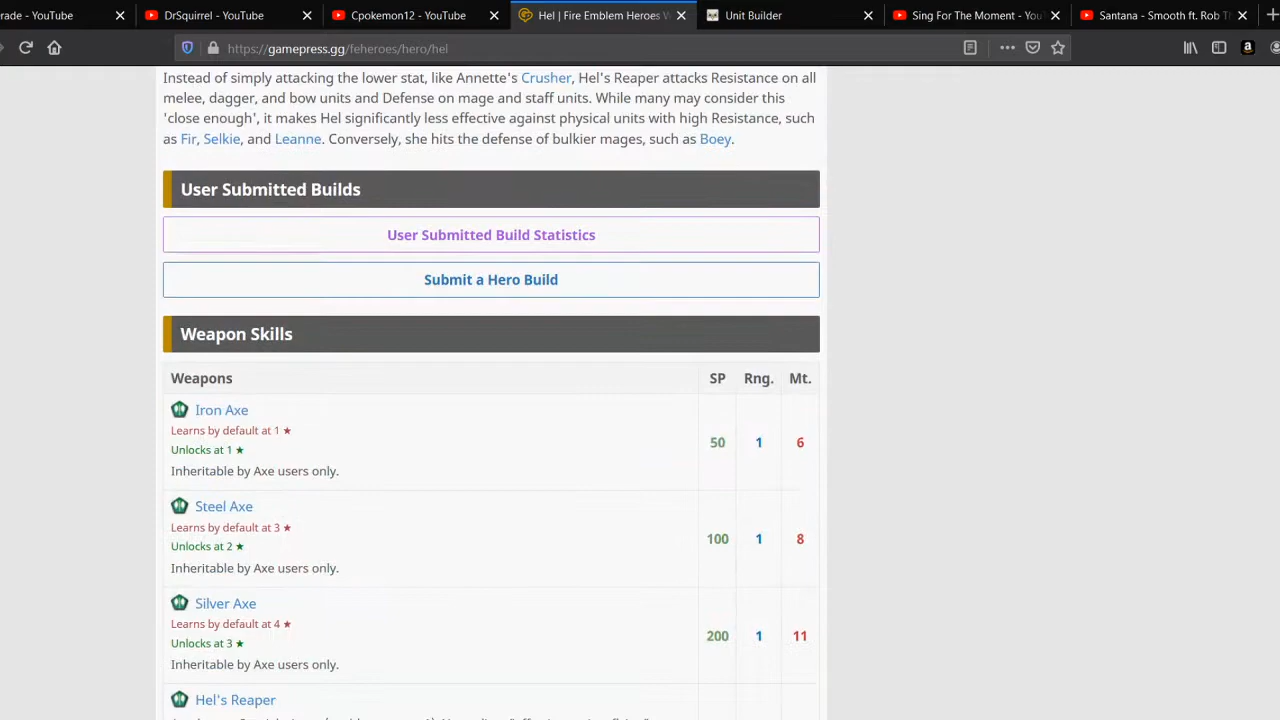 rade - YouTube
DrSquirrel - YouTube
Cpokemon12 - YouTube
Hel | Fire Emblem Heroes W
Unit Builder
Sing For The Moment - You
Santana - Smooth ft. Rob Th
https://gamepress.gg/feheroes/hero/hel
Instead of simply attacking the lower stat, like Annette's Crusher, Hel's Reaper attacks Resistance on all
melee, dagger, and bow units and Defense on mage and staff units. While many may consider this
'close enough', it makes Hel significantly less effective against physical units with high Resistance, such
as Fir, Selkie, and Leanne. Conversely, she hits the defense of bulkier mages, such as Boey.
User Submitted Builds
User Submitted Build Statistics
Submit a Hero Build
Weapon Skills
Weapons SP Rng. Mt.
Iron Axe
Learns by default at 1 ★
Unlocks at 1 ★
Inheritable by Axe users only.
50 1 6
Steel Axe
Learns by default at 3 ★
Unlocks at 2 ★
Inheritable by Axe users only.
100 1 8
Silver Axe
Learns by default at 4 ★
Unlocks at 3 ★
Inheritable by Axe users only.
200 1 11
Hel's Reaper